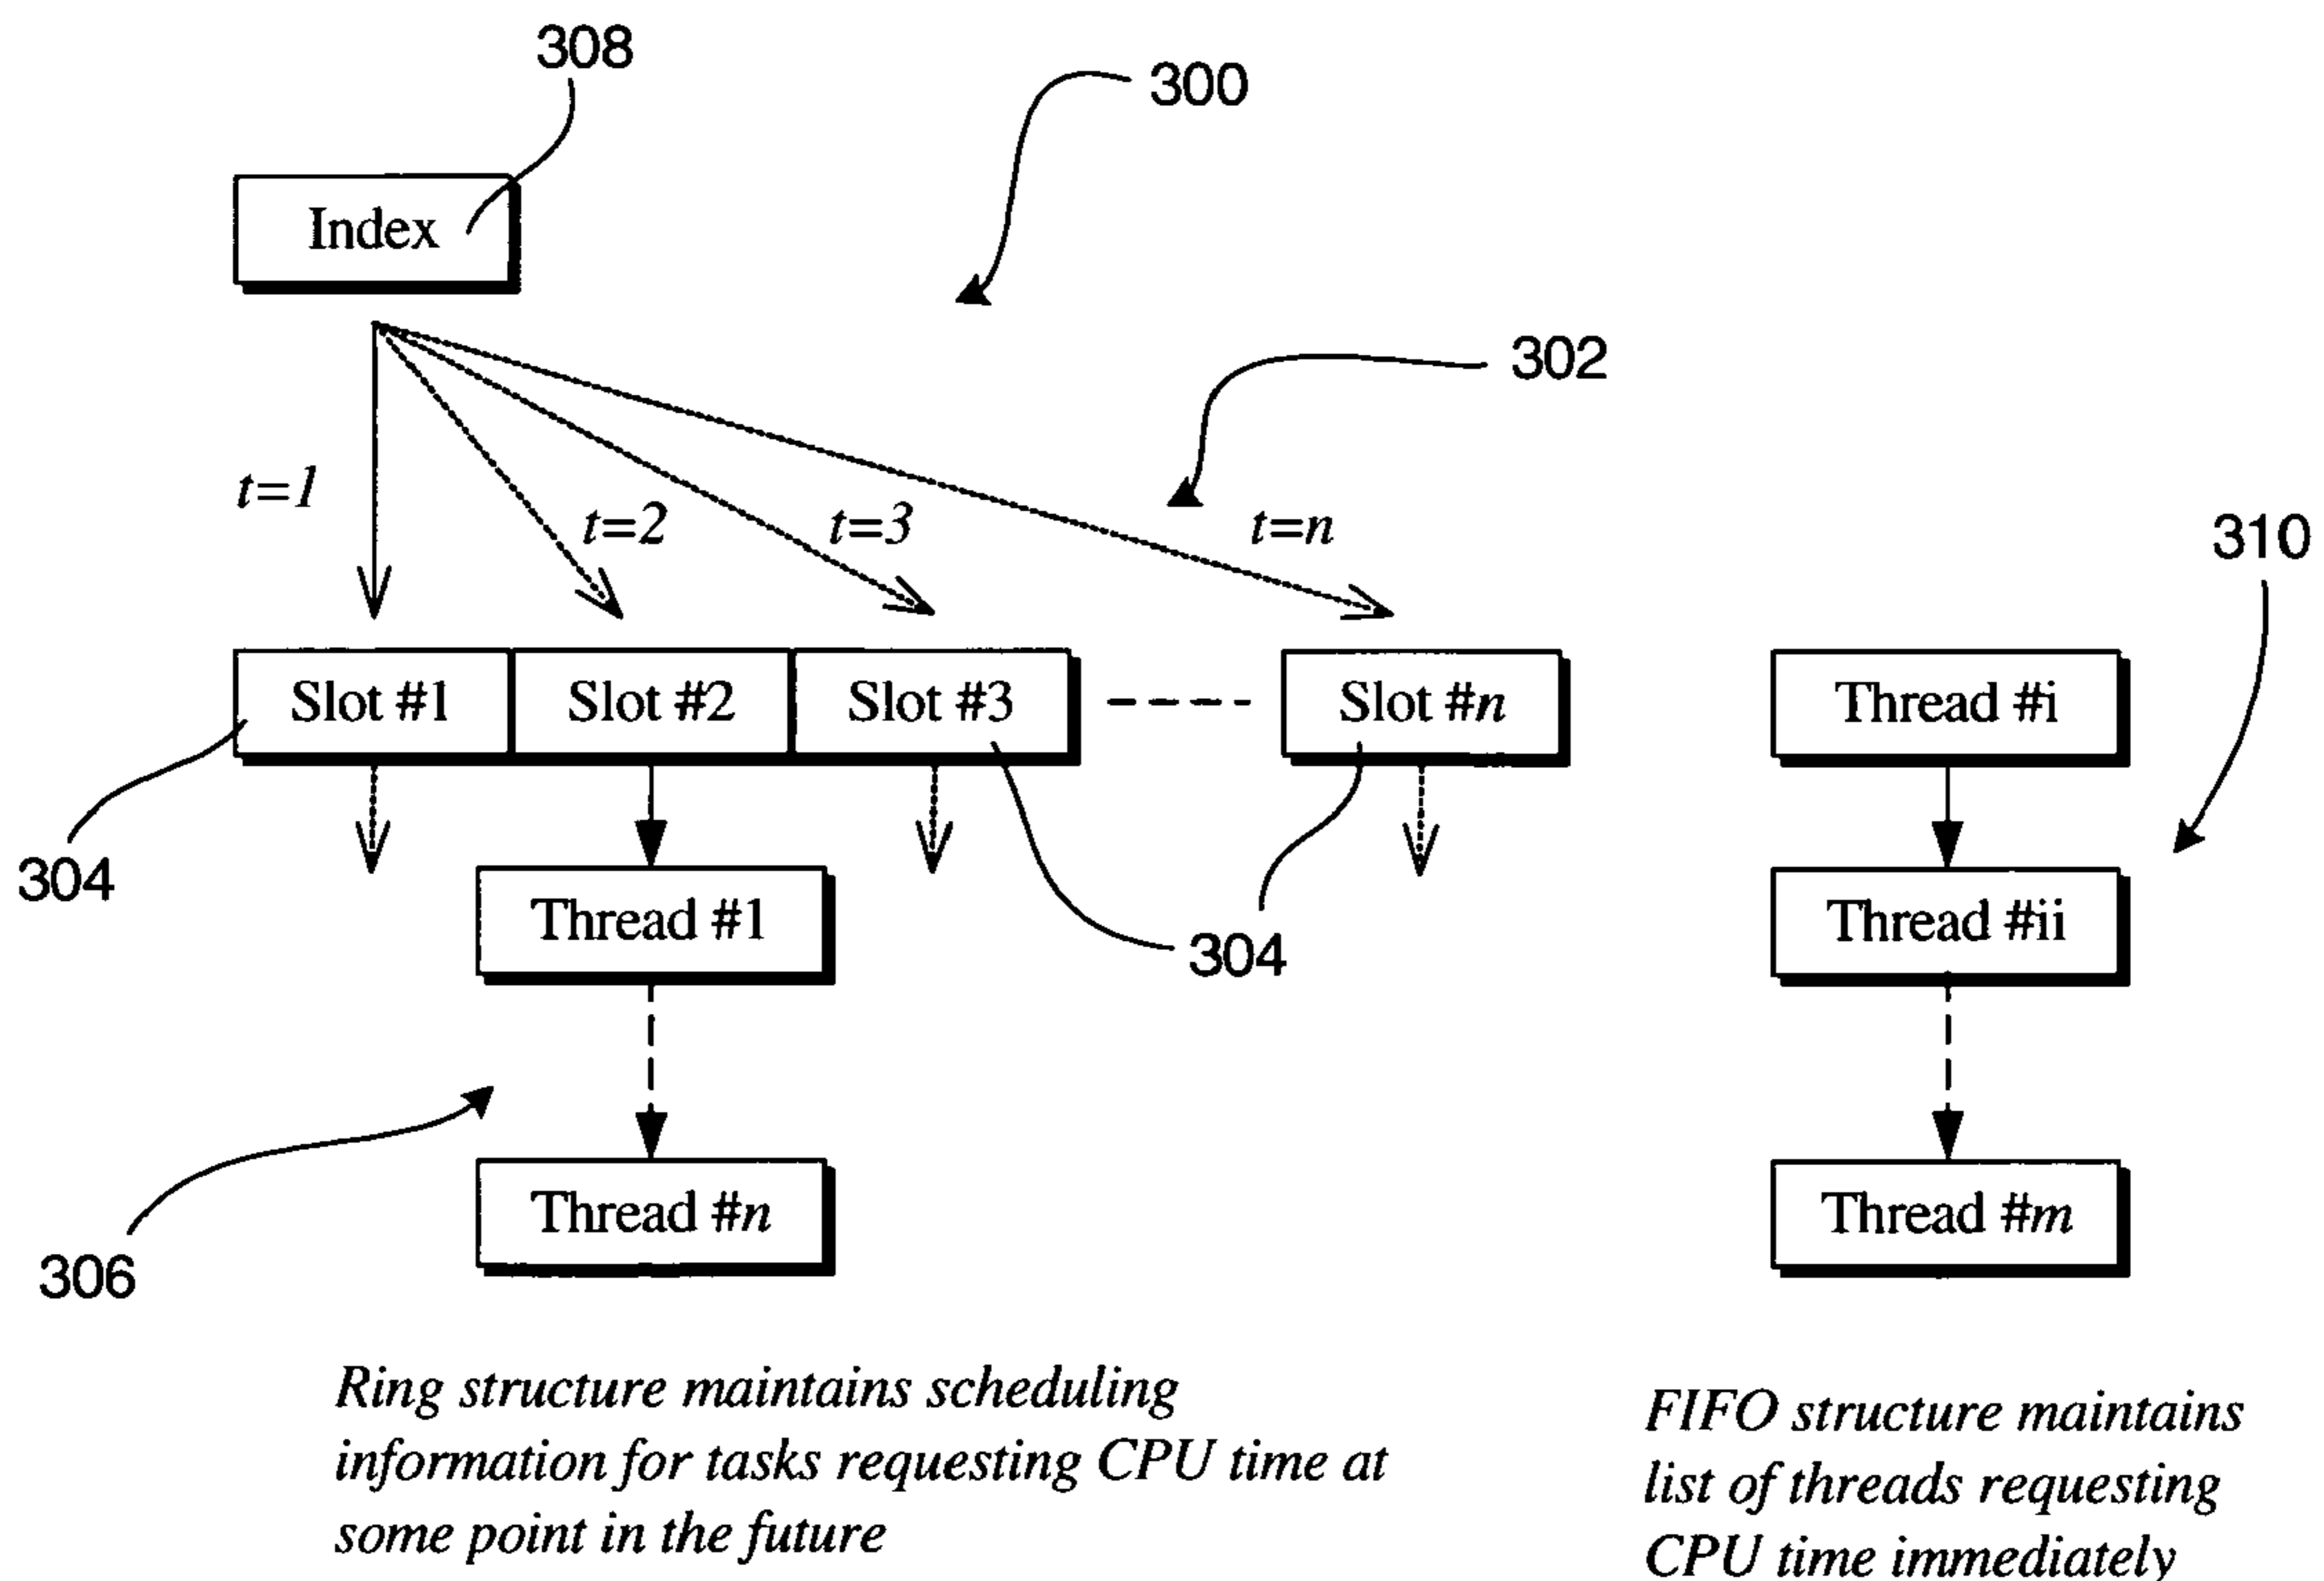 308
300
Index
302
t=1
t=2
t=3
t=n
310
Slot #1
Slot #2
Slot #3
Slot #n
Thread #i
304
Thread #1
304
Thread #ii
306
Thread #n
Thread #m
Ring structure maintains scheduling
information for tasks requesting CPU time at
some point in the future
FIFO structure maintains
list of threads requesting
CPU time immediately